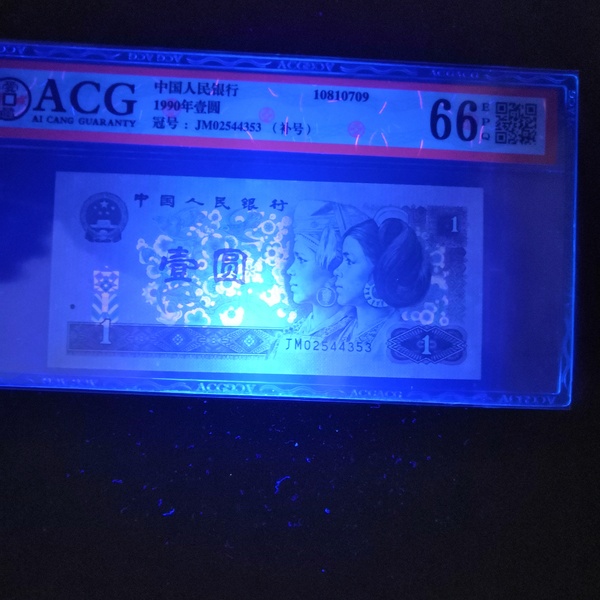 ACG
AI CANG GUARANTY
中国人民银行
1990年壹圆
冠号：JM02544353（补号）
10810709
66
EPQ
中国人民银行
1
壹圆
1
JM02544353
1